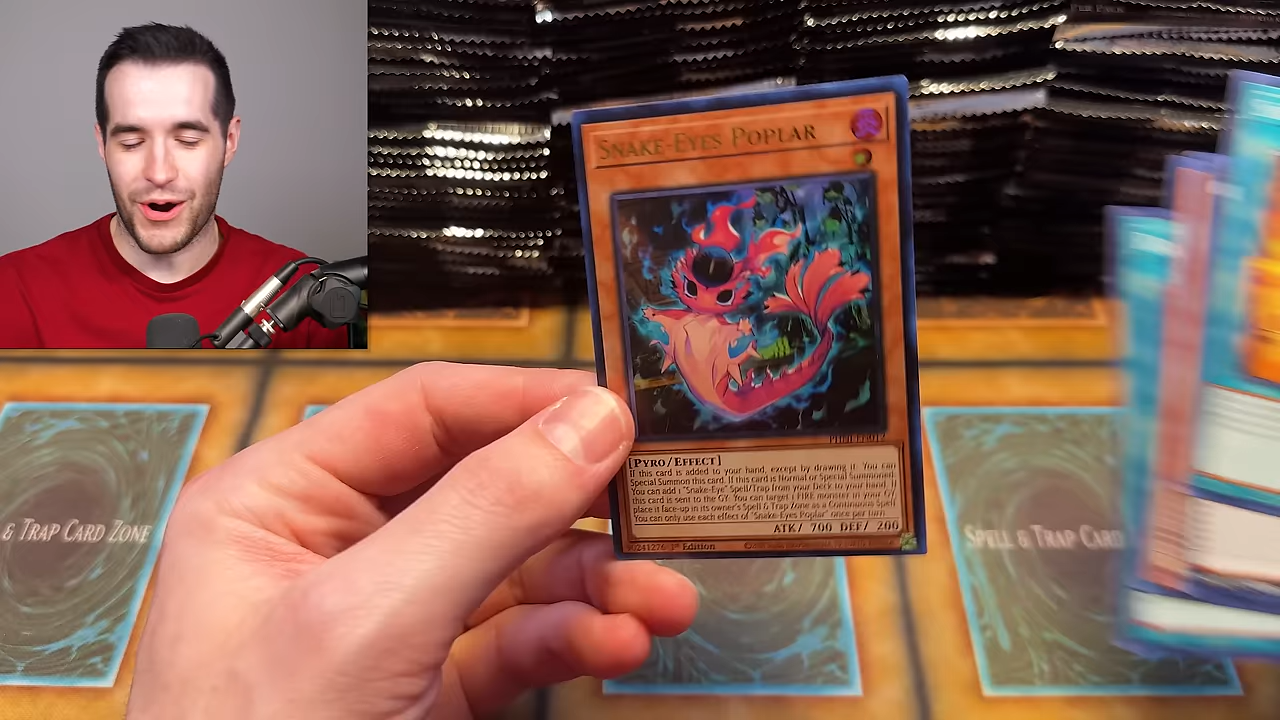 SNAKE-EYES POPLAR
[PYRO/EFFECT]
If this card is added to your hand, except by drawing it: You can
Special Summon this card. If this card is Normal or Special Summoned:
You can add 1 "Snake-Eye" Spell/Trap from your Deck to your hand.
this card is sent to the GY: You can target 1 FIRE monster in your GY;
place it face-up in its owner's Spell & Trap Zone as a Continuous Spell.
You can only use each effect of "Snake-Eyes Poplar" once per turn.
ATK/ 700 DEF/ 200
90241276 1st Edition
& TRAP CARD ZONE
SPELL & TRAP CARD